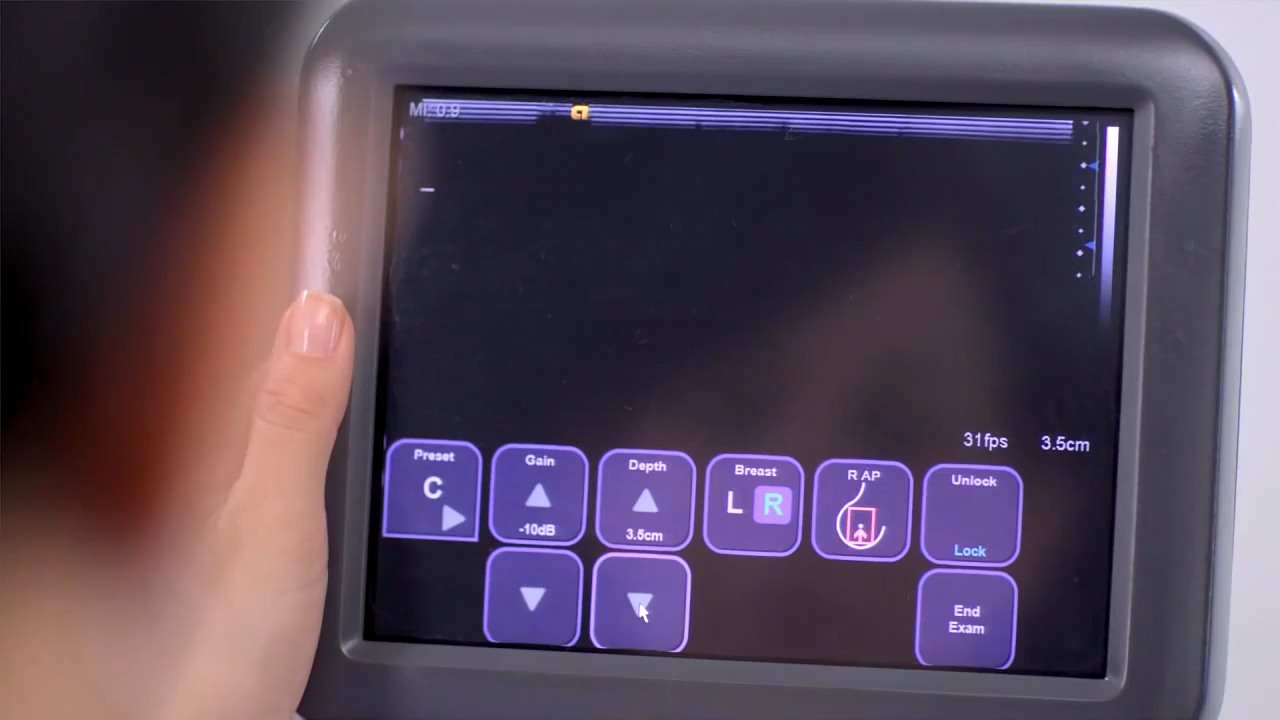 MI: 0.9
31fps 3.5cm
Preset
C
Gain
-10dB
Depth
3.5cm
Breast
L R
R AP
Unlock
Lock
End
Exam